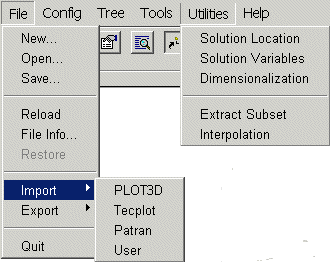 File Config Tree Tools Utilities Help
New...
Open...
Save...
Reload
File Info...
Restore
Import
Export
Quit
PLOT3D
Tecplot
Patran
User
Solution Location
Solution Variables
Dimensionalization
Extract Subset
Interpolation